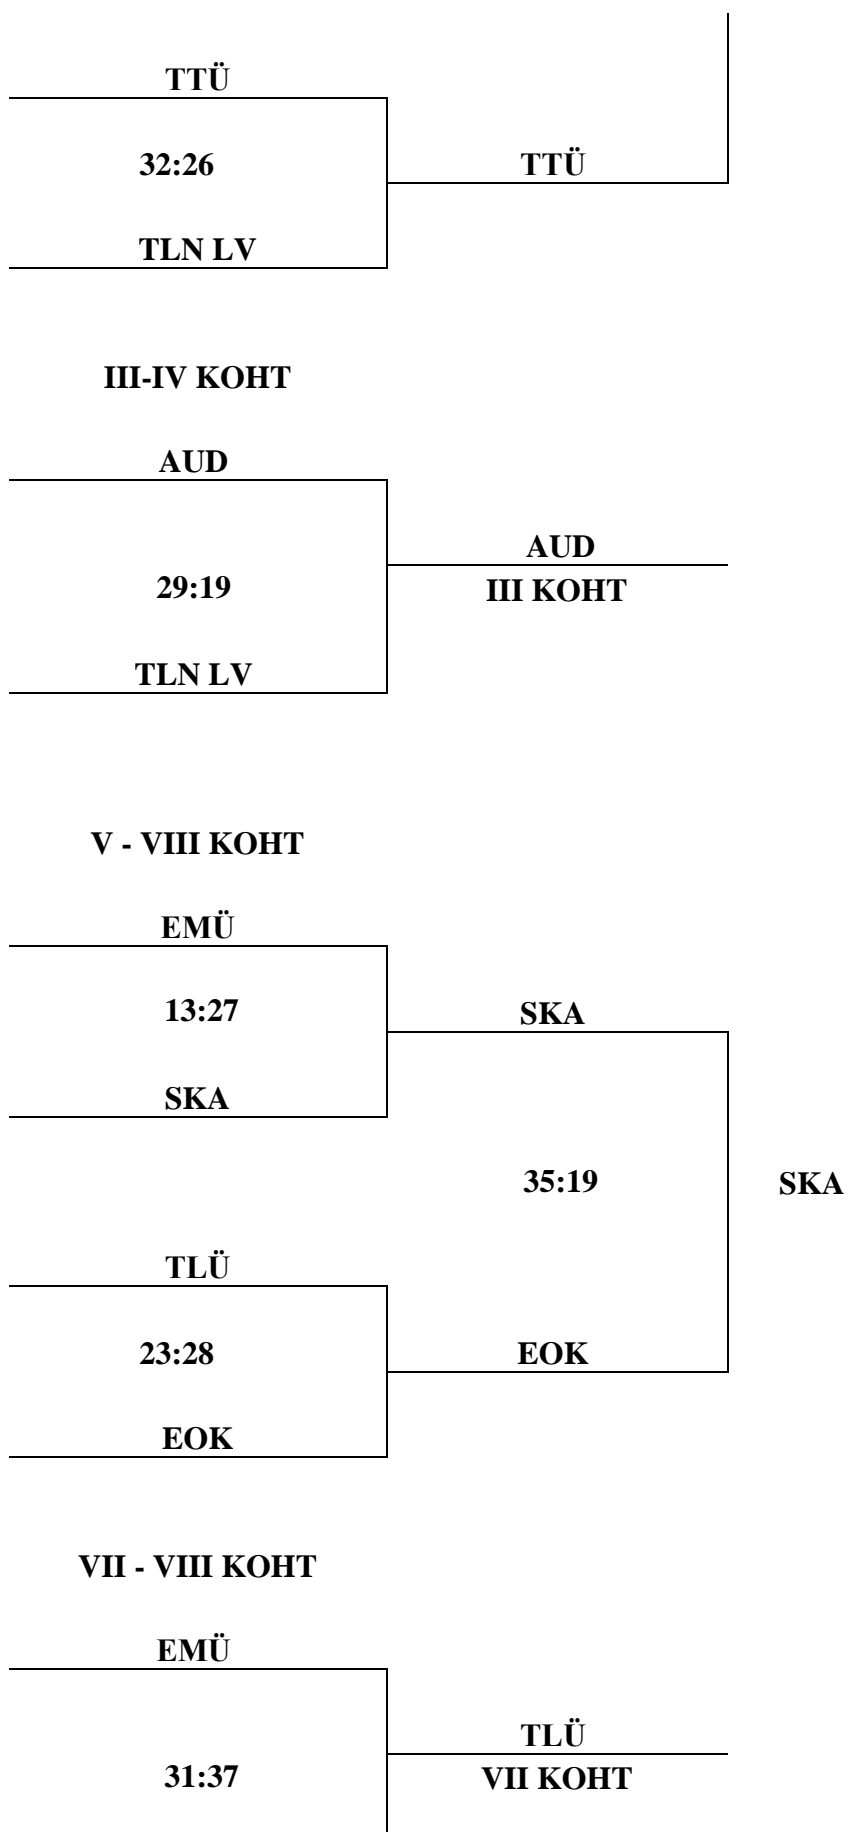 TTÜ
32:26
TTÜ
TLN LV
III-IV KOHT
AUD
AUD
29:19
III KOHT
TLN LV
V - VIII KOHT
EMÜ
13:27
SKA
SKA
35:19
SKA
TLÜ
23:28
EOK
EOK
VII - VIII KOHT
EMÜ
TLÜ
31:37
VII KOHT